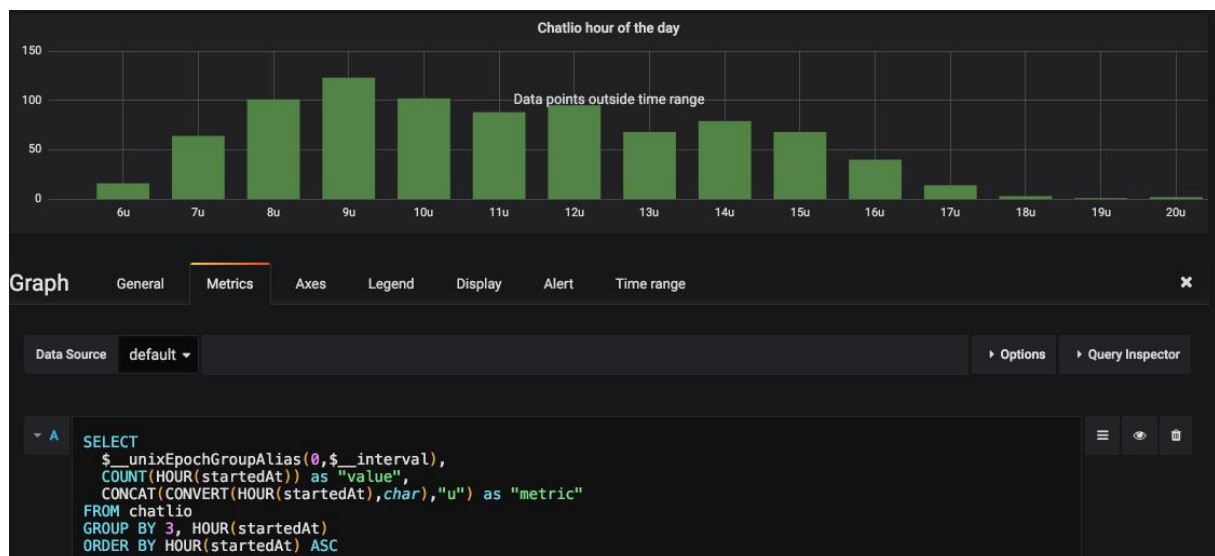 Chatlio hour of the day
150
100
50
0
Data points outside time range
6u 7u 8u 9u 10u 11u 12u 13u 14u 15u 16u 17u 18u 19u 20u
Graph General Metrics Axes Legend Display Alert Time range
Data Source default Options Query Inspector
A
SELECT
$__unixEpochGroupAlias(0,$__interval),
COUNT(HOUR(startedAt)) as "value",
CONCAT(CONVERT(HOUR(startedAt),char),"u") as "metric"
FROM chatlio
GROUP BY 3, HOUR(startedAt)
ORDER BY HOUR(startedAt) ASC